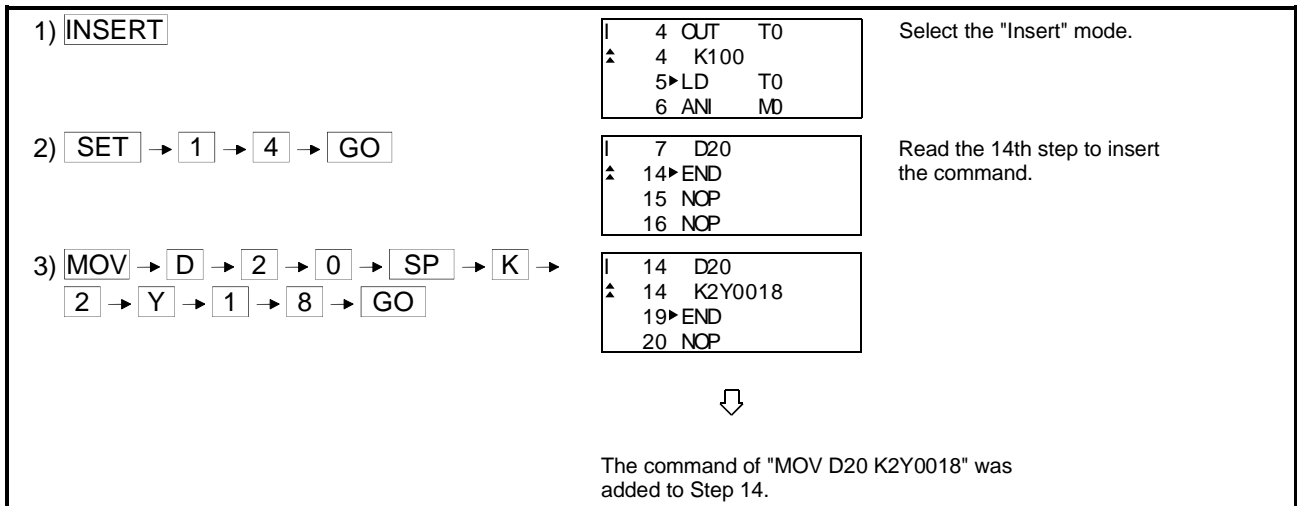 1) INSERT
I 4 OUT T0
4 K100
5 LD T0
6 ANI M0
Select the "Insert" mode.
2) SET → 1 → 4 → GO
I 7 D20
14 END
15 NOP
16 NOP
Read the 14th step to insert
the command.
3) MOV → D → 2 → 0 → SP → K →
2 → Y → 1 → 8 → GO
I 14 D20
14 K2Y0018
19 END
20 NOP
The command of "MOV D20 K2Y0018" was
added to Step 14.